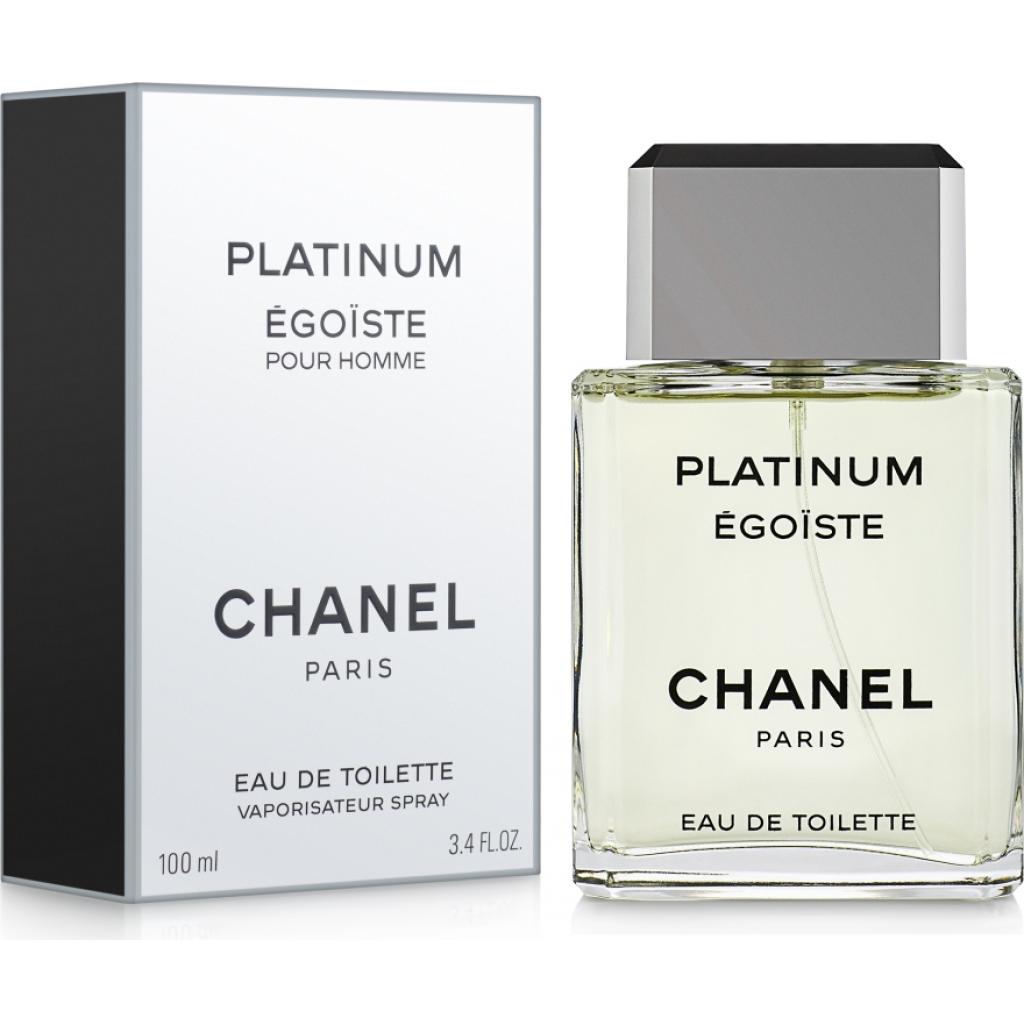 PLATINUM
ÉGOÏSTE
POUR HOMME
CHANEL
PARIS
EAU DE TOILETTE
VAPORISATEUR SPRAY
100 ml
3.4 FL.OZ.
PLATINUM
ÉGOÏSTE
CHANEL
PARIS
EAU DE TOILETTE